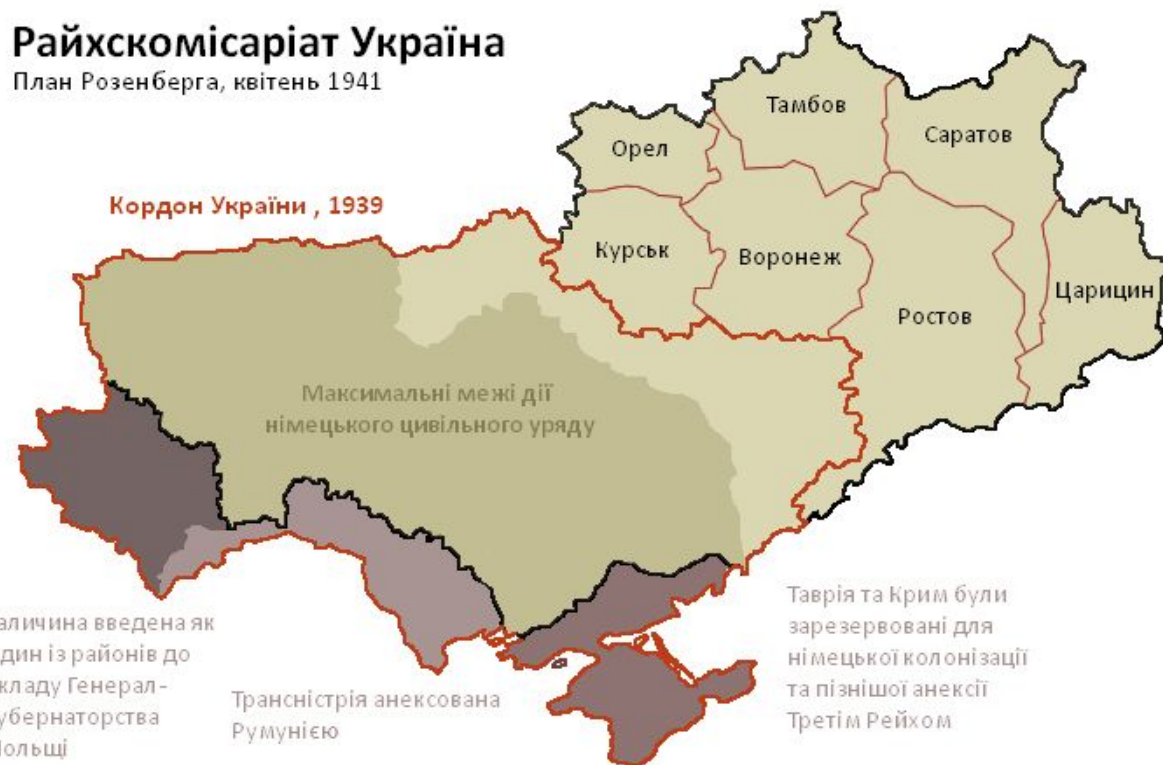 Райхскомісаріат Україна
План Розенберга, квітень 1941
Тамбов
Саратов
Орел
Кордон України , 1939
Курськ
Воронеж
Царицин
Ростов
Максимальні межі дії
німецького цивільного уряду
аличина введена як
дин із районів до
кладу Генерал-
убернаторства
Польщі
Трансністрія анексована
Румунією
Таврія та Крим були
зарезервовані для
німецької колонізації
та пізнішої анексії
Третім Рейхом